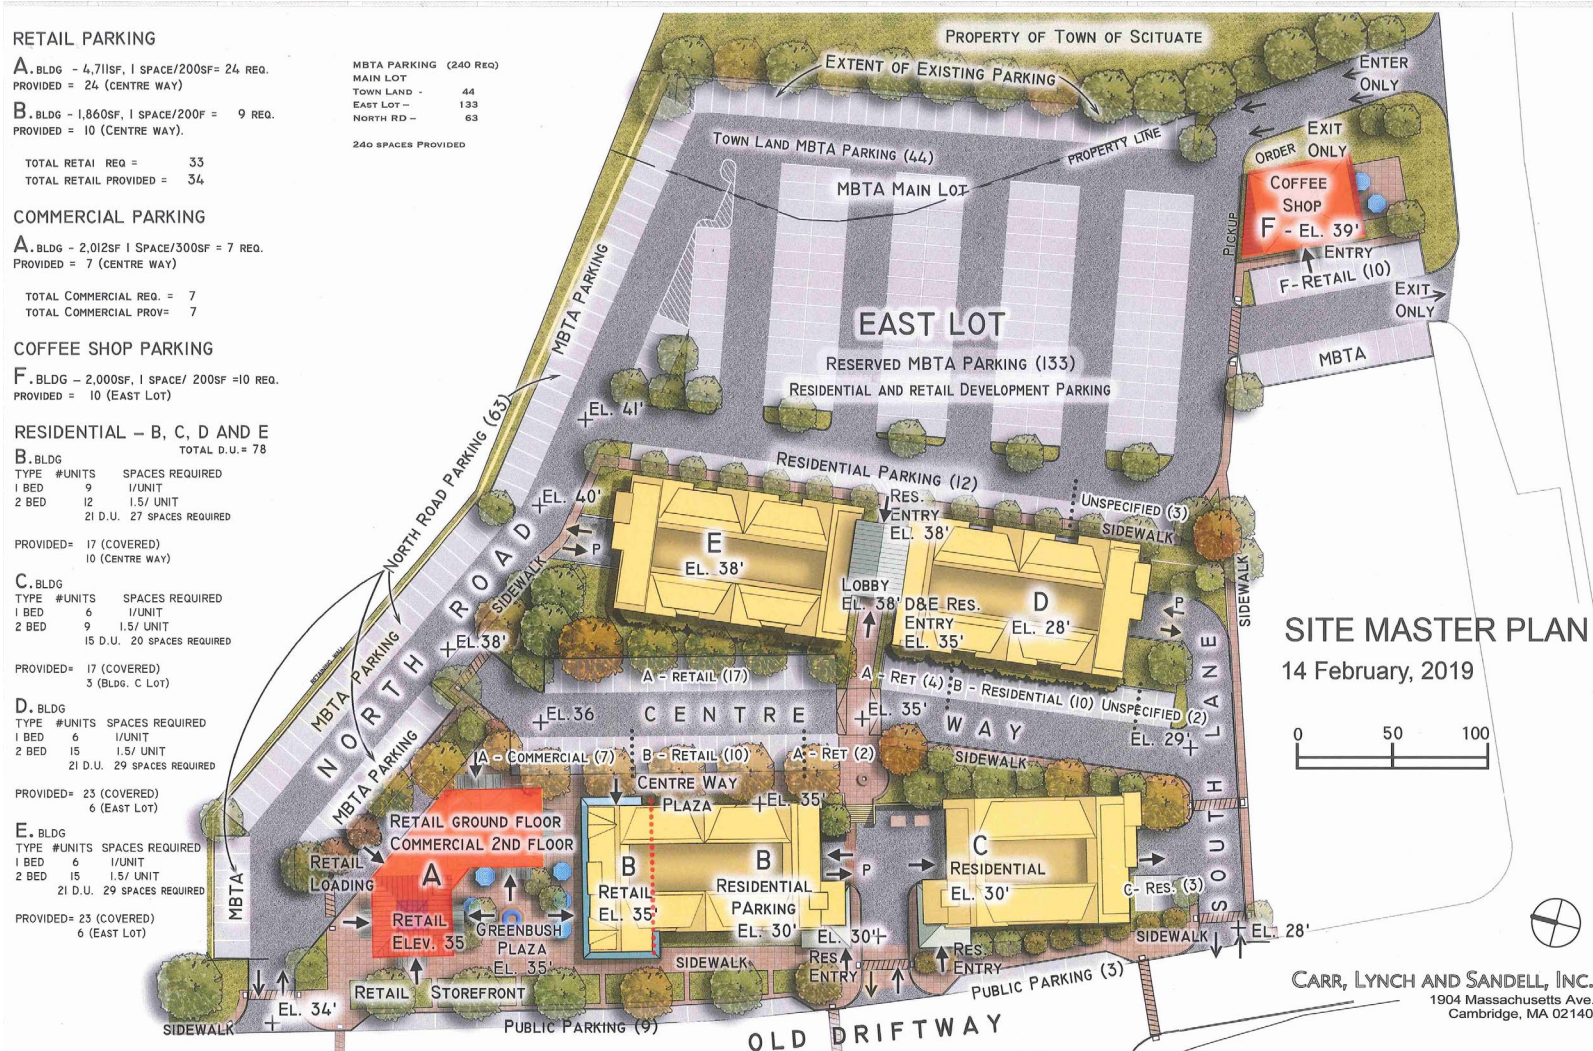 RETAIL PARKING
A. BLDG - 4,711SF, 1 SPACE/200SF= 24 REQ.
PROVIDED = 24 (CENTRE WAY)
B. BLDG - 1,860SF, 1 SPACE/200F = 9 REQ.
PROVIDED = 10 (CENTRE WAY).
TOTAL RETAI REQ = 33
TOTAL RETAIL PROVIDED = 34
COMMERCIAL PARKING
A. BLDG - 2,012SF 1 SPACE/300SF = 7 REQ.
PROVIDED = 7 (CENTRE WAY)
TOTAL COMMERCIAL REQ. = 7
TOTAL COMMERCIAL PROV= 7
COFFEE SHOP PARKING
F. BLDG - 2,000SF, 1 SPACE/ 200SF =10 REQ.
PROVIDED = 10 (EAST LOT)
RESIDENTIAL - B, C, D AND E
TOTAL D.U.= 78
B. BLDG
TYPE #UNITS SPACES REQUIRED
1 BED 9 1/UNIT
2 BED 12 1.5/ UNIT
21 D.U. 27 SPACES REQUIRED
PROVIDED= 17 (COVERED)
10 (CENTRE WAY)
C. BLDG
TYPE #UNITS SPACES REQUIRED
1 BED 6 1/UNIT
2 BED 9 1.5/ UNIT
15 D.U. 20 SPACES REQUIRED
PROVIDED= 17 (COVERED)
3 (BLDG. C LOT)
D. BLDG
TYPE #UNITS SPACES REQUIRED
1 BED 6 1/UNIT
2 BED 15 1.5/ UNIT
21 D.U. 29 SPACES REQUIRED
PROVIDED= 23 (COVERED)
6 (EAST LOT)
E. BLDG
TYPE #UNITS SPACES REQUIRED
1 BED 6 1/UNIT
2 BED 15 1.5/ UNIT
21 D.U. 29 SPACES REQUIRED
PROVIDED= 23 (COVERED)
6 (EAST LOT)
MBTA PARKING (240 REQ)
MAIN LOT
TOWN LAND - 44
EAST LOT - 133
NORTH RD - 63
240 SPACES PROVIDED
PROPERTY OF TOWN OF SCITUATE
EXTENT OF EXISTING PARKING
ENTER
ONLY
TOWN LAND MBTA PARKING (44)
PROPERTY LINE
MBTA MAIN LOT
EXIT
ONLY
ORDER
COFFEE
SHOP
F - EL. 39'
PICKUP
ENTRY
F-RETAIL (10)
EXIT
ONLY
MBTA
MBTA PARKING
EAST LOT
RESERVED MBTA PARKING (133)
RESIDENTIAL AND RETAIL DEVELOPMENT PARKING
EL. 41'
NORTH ROAD PARKING (63)
RESIDENTIAL PARKING (12)
UNSPECIFIED (3)
SIDEWALK
EL. 40'
RES.
ENTRY
EL. 38'
E
EL. 38'
P
SIDEWALK
LOBBY
EL. 38'
D&E RES.
ENTRY
EL. 35'
D
EL. 28'
P
SIDEWALK
NORTH ROAD
EL.38'
RETAINING WALL
MBTA PARKING
MBTA PARKING
A - RETAIL (17)
A - RET (4)
B - RESIDENTIAL (10)
UNSPECIFIED (2)
EL.36
CENTRE WAY
EL. 35'
EL. 29'
SOUTH LANE
A - COMMERCIAL (7)
B - RETAIL (10)
A - RET (2)
SIDEWALK
CENTRE WAY
PLAZA
EL. 35'
RETAIL GROUND FLOOR
COMMERCIAL 2ND FLOOR
A
RETAIL
ELEV. 35
RETAIL
LOADING
MBTA
GREENBUSH
PLAZA
EL. 35'
B
RETAIL
EL. 35'
B
RESIDENTIAL
PARKING
EL. 30'
P
C
RESIDENTIAL
EL. 30'
C- RES. (3)
EL. 30'
RES.
ENTRY
RES.
ENTRY
SIDEWALK
SIDEWALK
EL. 28'
RETAIL STOREFRONT
EL. 34'
SIDEWALK
PUBLIC PARKING (9)
PUBLIC PARKING (3)
OLD DRIFTWAY
SITE MASTER PLAN
14 February, 2019
0 50 100
CARR, LYNCH AND SANDELL, INC.
1904 Massachusetts Ave.
Cambridge, MA 02140